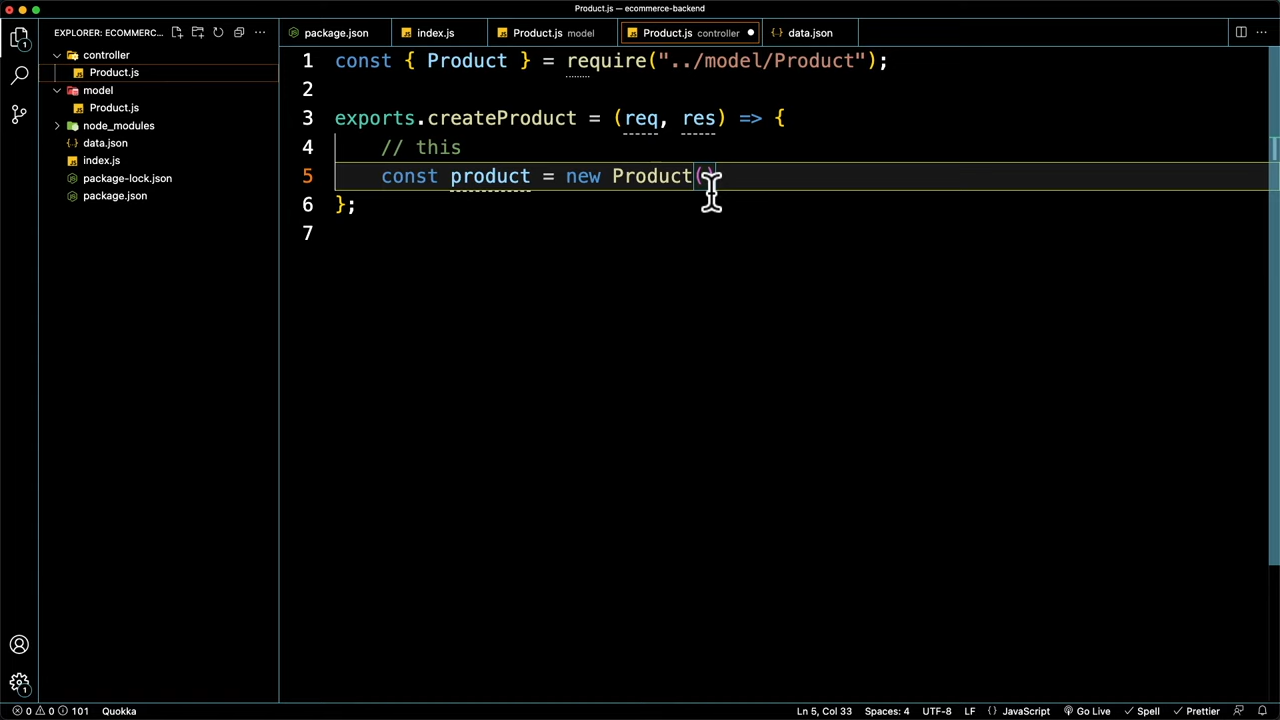 Product.js — ecommerce-backend
EXPLORER: ECOMMERC...
package.json
index.js
Product.js model
Product.js controller
data.json
controller
Product.js
model
Product.js
node_modules
data.json
index.js
package-lock.json
package.json
1 const { Product } = require("../model/Product");
2
3 exports.createProduct = (req, res) => {
4 // this
5 const product = new Product()
6 };
7
1
1
0 0 101 Quokka Ln 5, Col 33 Spaces: 4 UTF-8 LF {} JavaScript Go Live Spell Prettier